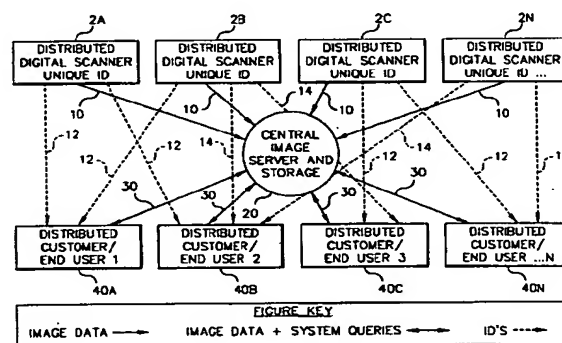 2A 2B 2C 2N
DISTRIBUTED DISTRIBUTED DISTRIBUTED DISTRIBUTED
DIGITAL SCANNER DIGITAL SCANNER DIGITAL SCANNER DIGITAL SCANNER
UNIQUE ID UNIQUE ID UNIQUE ID UNIQUE ID ...
10 10 14 10 10
12 12 CENTRAL
IMAGE
SERVER AND
STORAGE
12 14 12 14 12
30 30 20 30 30
DISTRIBUTED DISTRIBUTED DISTRIBUTED DISTRIBUTED
CUSTOMER/ CUSTOMER/ CUSTOMER/ CUSTOMER/
END USER 1 END USER 2 END USER 3 END USER ...N
40A 40B 40C 40N
FIGURE KEY
IMAGE DATA IMAGE DATA + SYSTEM QUERIES ID'S